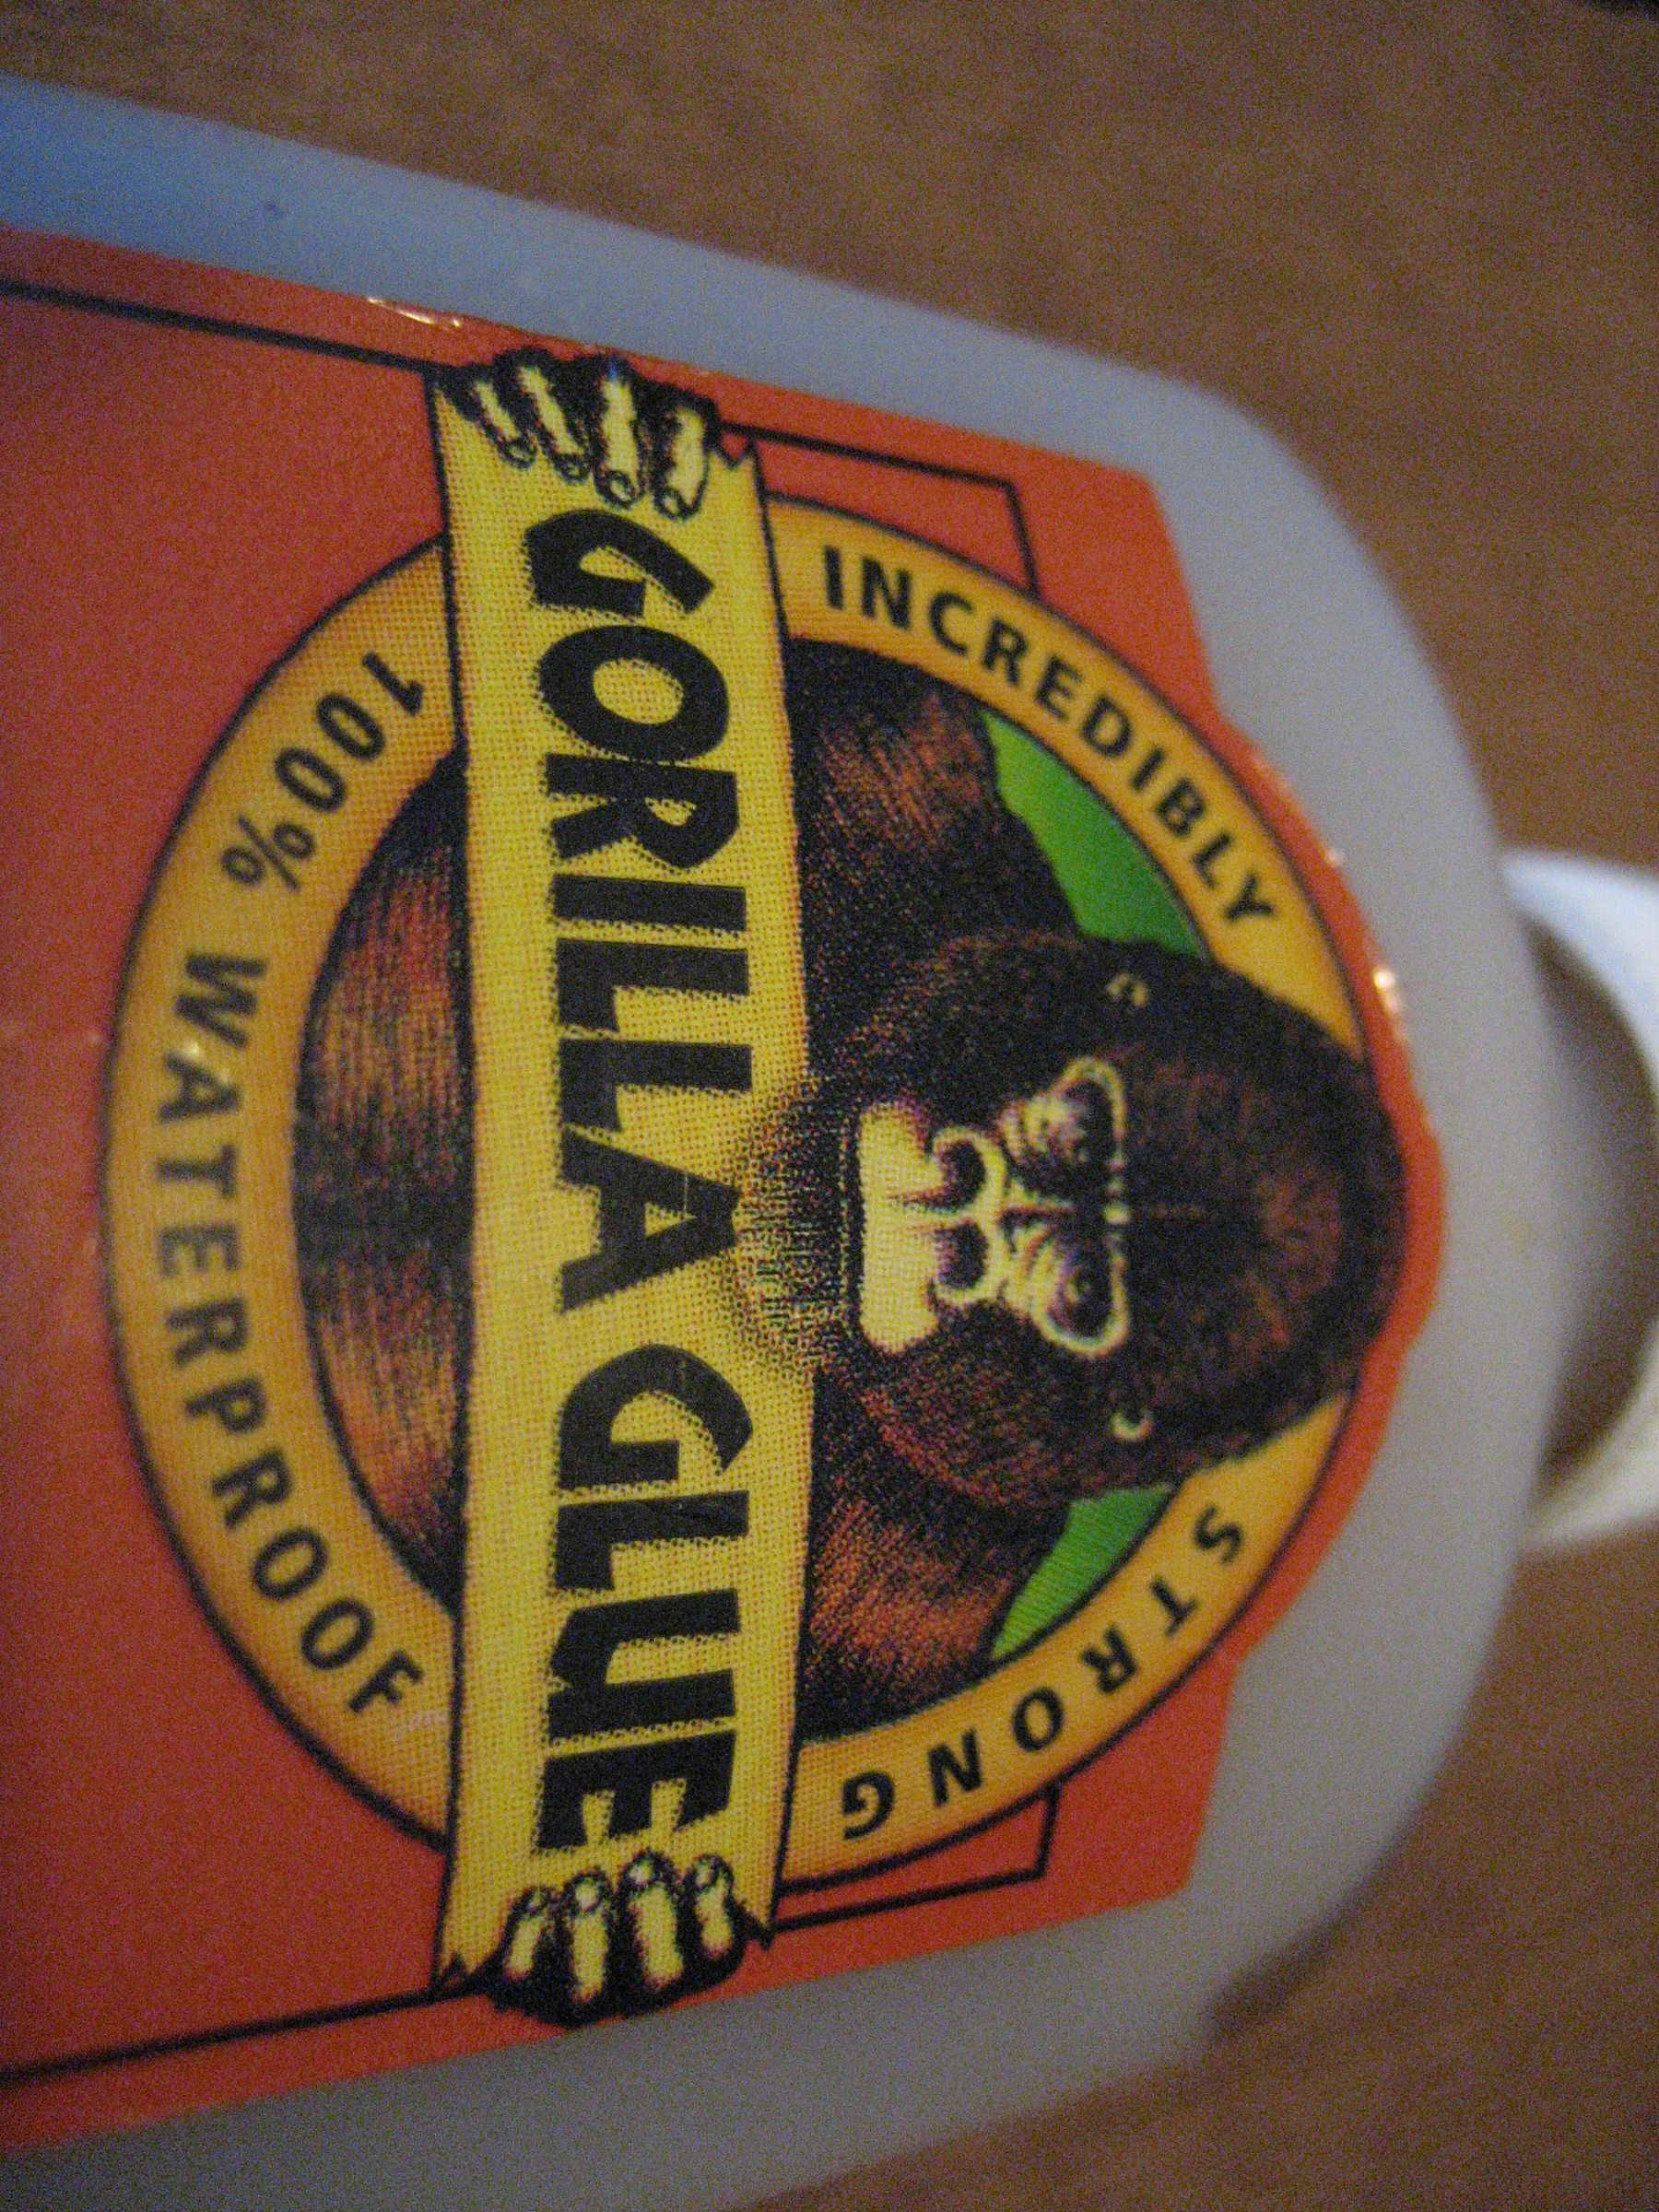 INCREDIBLY STRONG
GORILLA GLUE
100% WATERPROOF